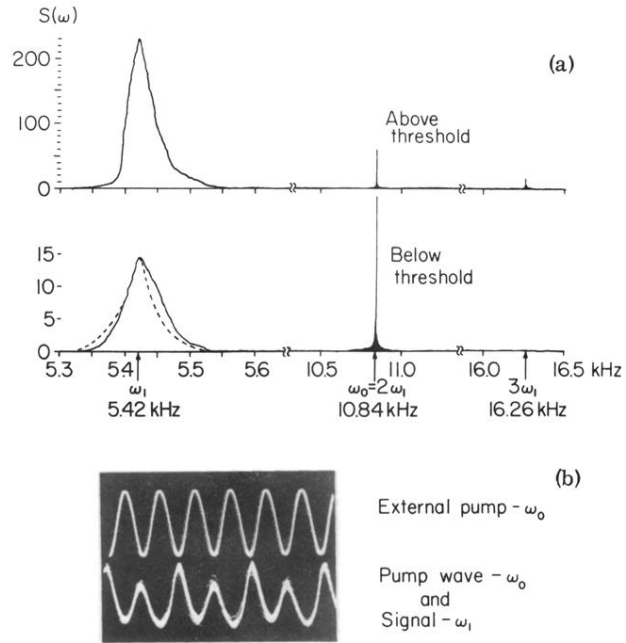 S(ω)
(a)
200
100
0
Above
threshold
15
10
5
0
Below
threshold
5.3 5.4 5.5 5.6 10.5 11.0 16.0 16.5 kHz
ω₁ ω₀=2ω₁ 3ω₁
5.42 kHz 10.84 kHz 16.26 kHz
(b)
External pump - ω₀
Pump wave - ω₀
and
Signal - ω₁